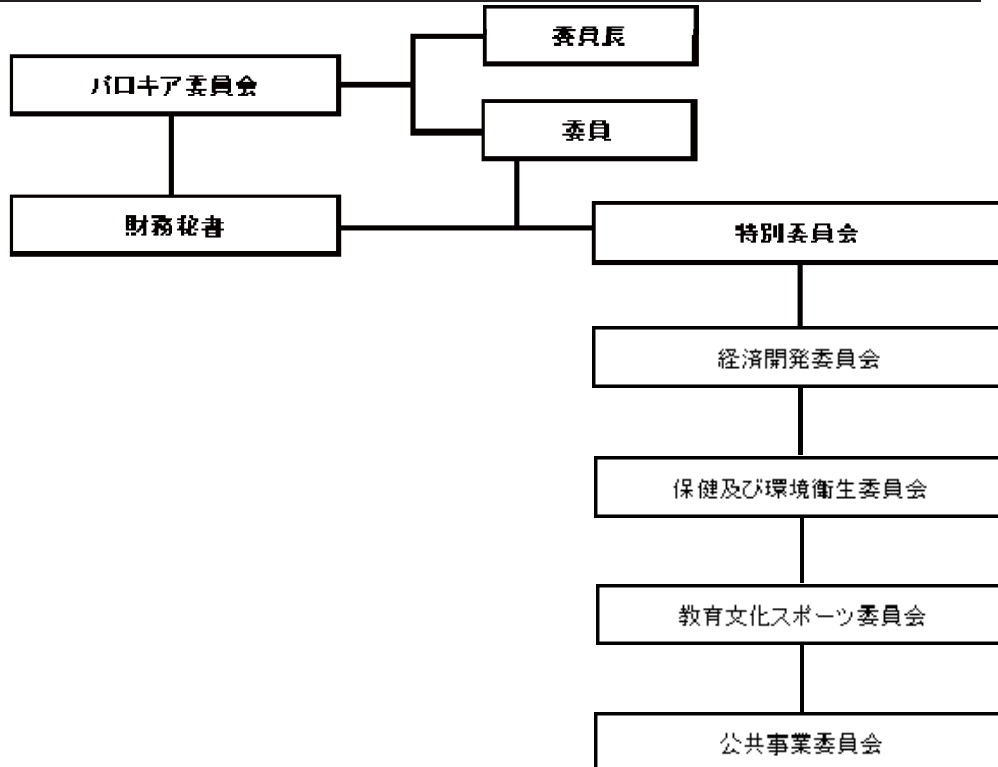 委員長
パロキア委員会
委員
財務秘書
特別委員会
経済開発委員会
保健及び環境衛生委員会
教育文化スポーツ委員会
公共事業委員会